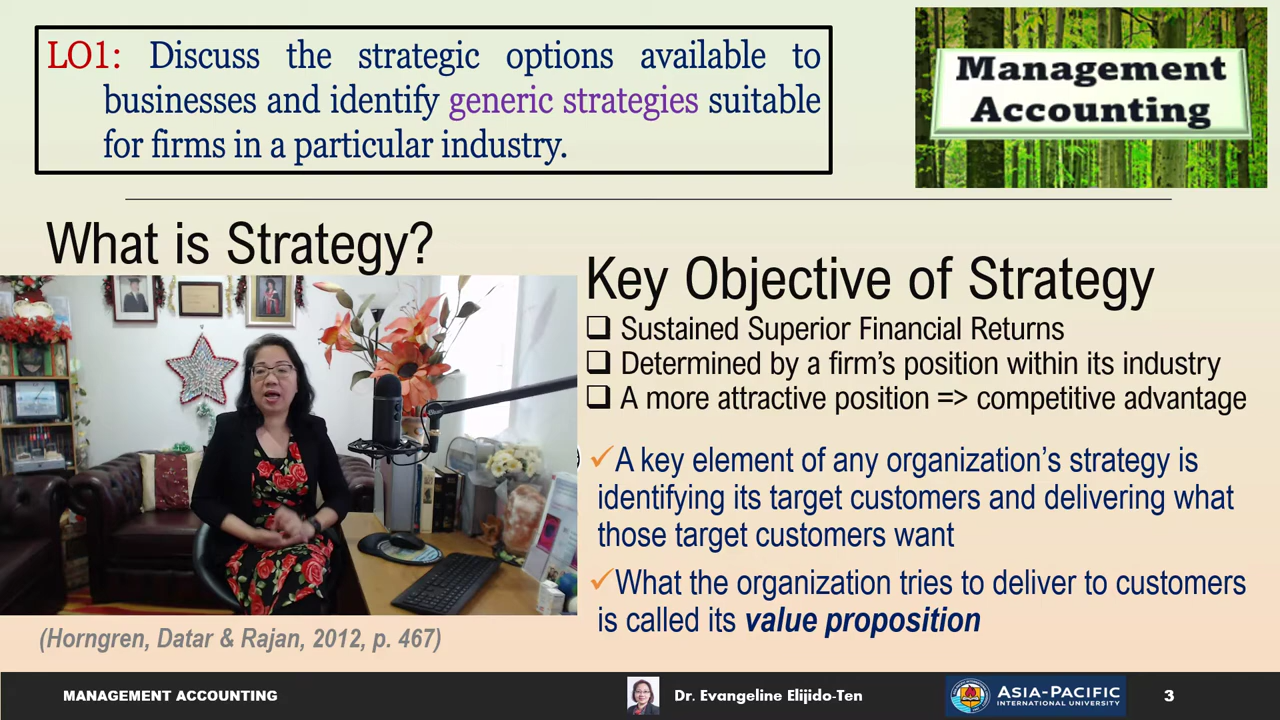 LO1: Discuss the strategic options available to
businesses and identify generic strategies suitable
for firms in a particular industry.
Management
Accounting
What is Strategy?
Key Objective of Strategy
❑ Sustained Superior Financial Returns
❑ Determined by a firm's position within its industry
❑ A more attractive position => competitive advantage
✓A key element of any organization's strategy is
identifying its target customers and delivering what
those target customers want
✓What the organization tries to deliver to customers
is called its value proposition
(Horngren, Datar & Rajan, 2012, p. 467)
MANAGEMENT ACCOUNTING
Dr. Evangeline Elijido-Ten
ASIA-PACIFIC
INTERNATIONAL UNIVERSITY
3